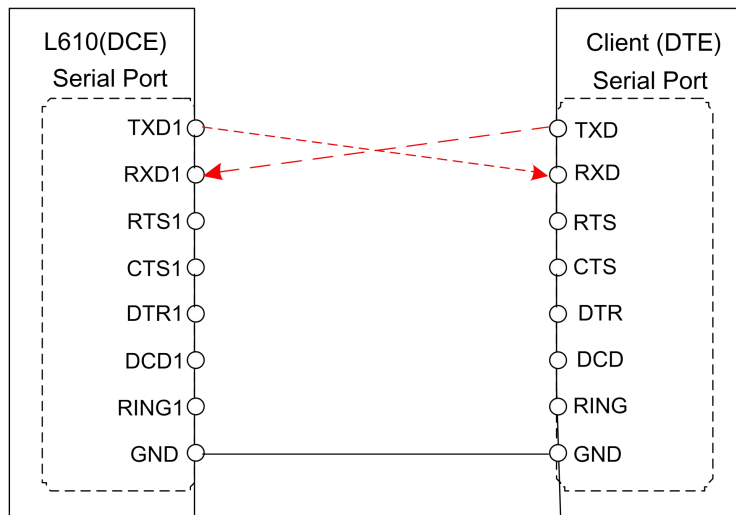 L610(DCE)
Serial Port
TXD1
RXD1
RTS1
CTS1
DTR1
DCD1
RING1
GND
Client (DTE)
Serial Port
TXD
RXD
RTS
CTS
DTR
DCD
RING
GND